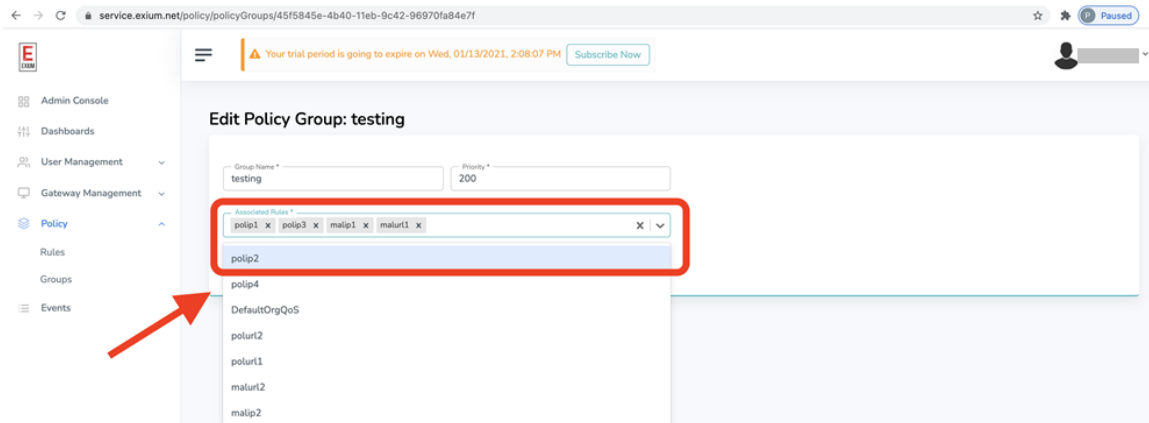 service.exium.net/policy/policyGroups/45f5845e-4b40-11eb-9c42-96970fa84e7f
P Paused
E
EXIUM
Your trial period is going to expire on Wed, 01/13/2021, 2:08:07 PM Subscribe Now
Admin Console
Dashboards
User Management
Gateway Management
Policy
Rules
Groups
Events
Edit Policy Group: testing
Group Name * Priority *
testing 200
Associated Rules *
polip1 x polip3 x malip1 x malurl1 x
polip2
polip4
DefaultOrgQoS
polurl2
polurl1
malurl2
malip2